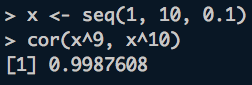 > x <- seq(1, 10, 0.1)
> cor(x^9, x^10)
[1] 0.9987608